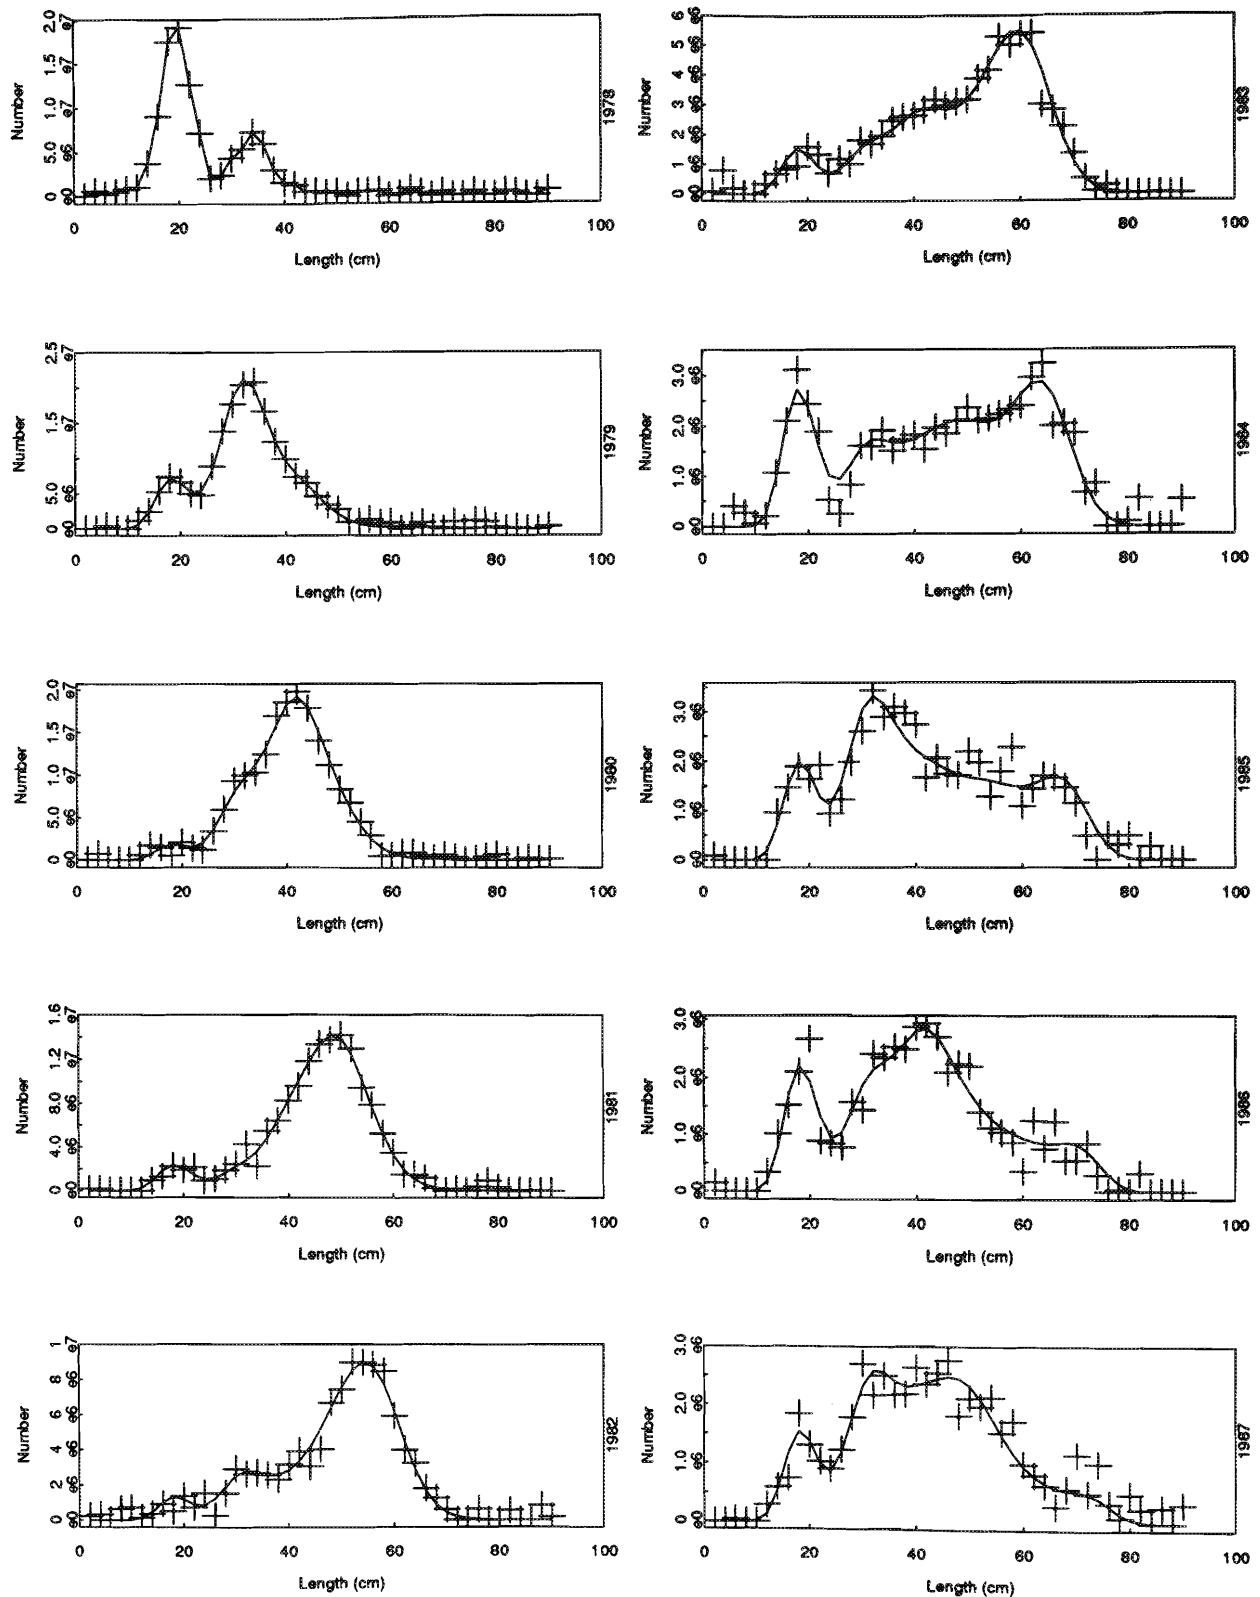 Number
2.0 e7
1.5 e7
1.0 e7
5.0 e6
0 e0
0 20 40 60 80 100
Length (cm)
1978
Number
2.5 e7
1.5 e7
5.0 e6
0 e0
0 20 40 60 80 100
Length (cm)
1979
Number
2.0 e7
1.5 e7
1.0 e7
5.0 e6
0 e0
0 20 40 60 80 100
Length (cm)
1980
Number
1.6 e7
1.2 e7
8.0 e6
4.0 e6
0 e0
0 20 40 60 80 100
Length (cm)
1981
Number
1 e7
8 e6
6 e6
4 e6
2 e6
0 e0
0 20 40 60 80 100
Length (cm)
1982
Number
6 e6
5 e6
4 e6
3 e6
2 e6
1 e6
0 e0
0 20 40 60 80 100
Length (cm)
1983
Number
3.0 e6
2.0 e6
1.0 e6
0 e0
0 20 40 60 80 100
Length (cm)
1984
Number
3.0 e6
2.0 e6
1.0 e6
0 e0
0 20 40 60 80 100
Length (cm)
1985
Number
3.0 e6
2.0 e6
1.0 e6
0 e0
0 20 40 60 80 100
Length (cm)
1986
Number
3.0 e6
2.0 e6
1.0 e6
0 e0
0 20 40 60 80 100
Length (cm)
1987